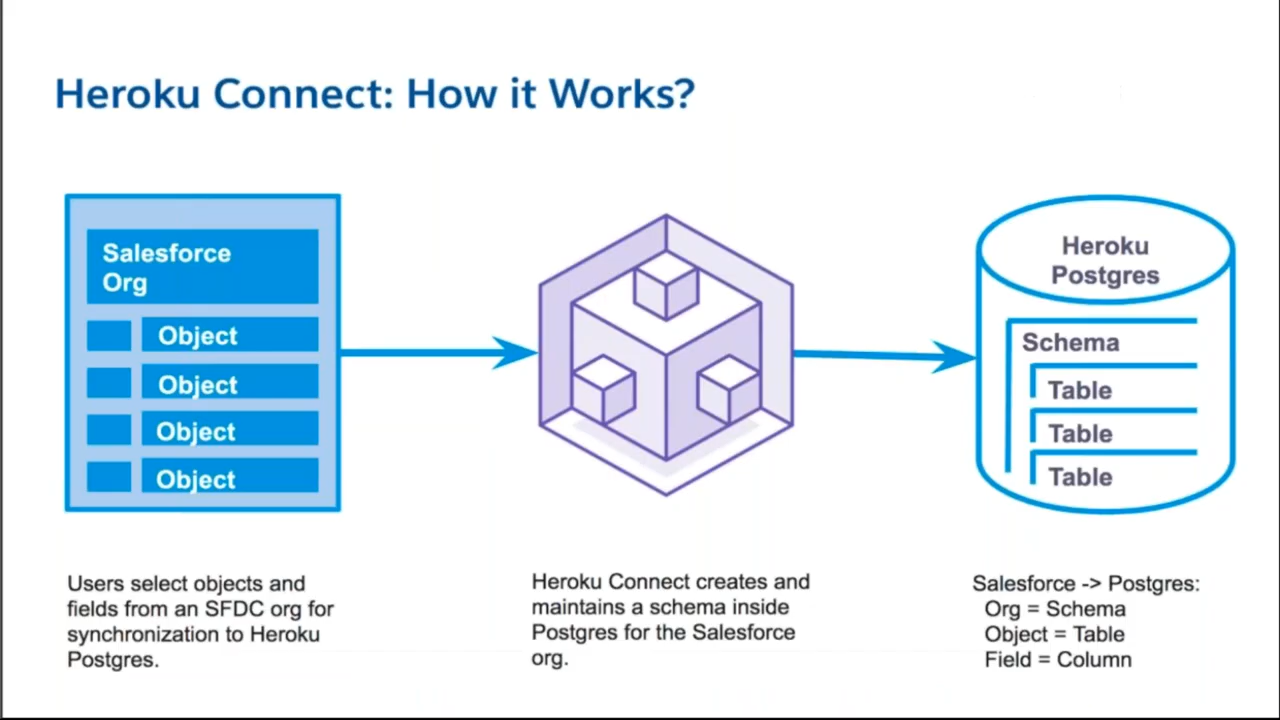 Heroku Connect: How it Works?
Salesforce
Org
Object
Object
Object
Object
Heroku
Postgres
Schema
Table
Table
Table
Users select objects and
fields from an SFDC org for
synchronization to Heroku
Postgres.
Heroku Connect creates and
maintains a schema inside
Postgres for the Salesforce
org.
Salesforce -> Postgres:
Org = Schema
Object = Table
Field = Column